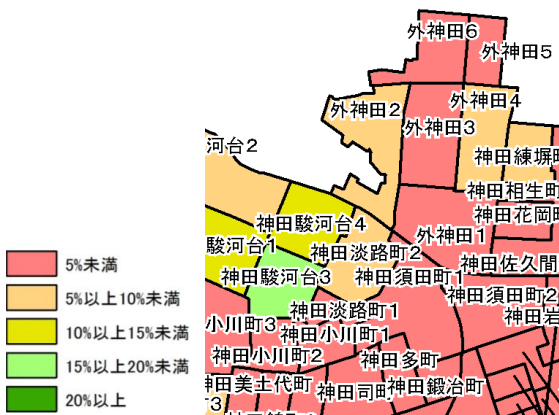 外神田6
外神田5
外神田2
外神田4
外神田3
河台2
神田練塀町
神田相生町
神田花岡町
神田駿河台4
外神田1
駿河台1
神田淡路町2
神田佐久間
神田駿河台3
神田須田町1
神田須田町2
神田淡路町1
神田岩
小川町3
神田小川町1
神田小川町2
神田多町
神田美土代町
神田司町
神田鍛冶町
5%未満
5%以上10%未満
10%以上15%未満
15%以上20%未満
20%以上